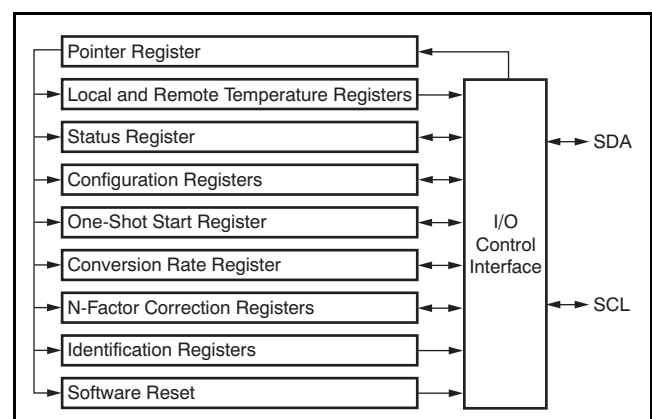 Pointer Register
Local and Remote Temperature Registers
Status Register
SDA
Configuration Registers
One-Shot Start Register
I/O
Control
Interface
Conversion Rate Register
N-Factor Correction Registers
SCL
Identification Registers
Software Reset